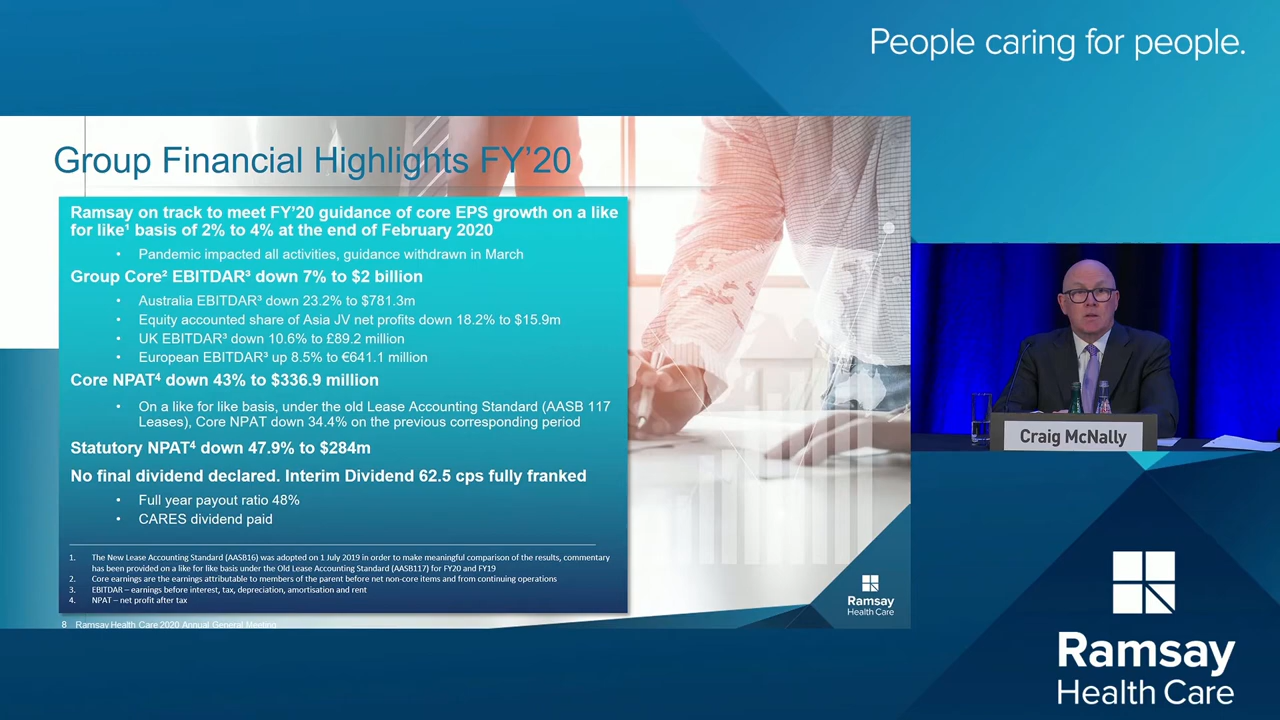 People caring for people.
Group Financial Highlights FY’20
Ramsay on track to meet FY’20 guidance of core EPS growth on a like
for like¹ basis of 2% to 4% at the end of February 2020
• Pandemic impacted all activities, guidance withdrawn in March
Group Core² EBITDAR³ down 7% to $2 billion
• Australia EBITDAR³ down 23.2% to $781.3m
• Equity accounted share of Asia JV net profits down 18.2% to $15.9m
• UK EBITDAR³ down 10.6% to £89.2 million
• European EBITDAR³ up 8.5% to €641.1 million
Core NPAT⁴ down 43% to $336.9 million
• On a like for like basis, under the old Lease Accounting Standard (AASB 117
Leases), Core NPAT down 34.4% on the previous corresponding period
Statutory NPAT⁴ down 47.9% to $284m
No final dividend declared. Interim Dividend 62.5 cps fully franked
• Full year payout ratio 48%
• CARES dividend paid
1. The New Lease Accounting Standard (AASB16) was adopted on 1 July 2019 in order to make meaningful comparison of the results, commentary
has been provided on a like for like basis under the Old Lease Accounting Standard (AASB117) for FY20 and FY19
2. Core earnings are the earnings attributable to members of the parent before net non-core items and from continuing operations
3. EBITDAR – earnings before interest, tax, depreciation, amortisation and rent
4. NPAT – net profit after tax
8 Ramsay Health Care 2020 Annual General Meeting
Ramsay
Health Care
Craig McNally
Ramsay
Health Care